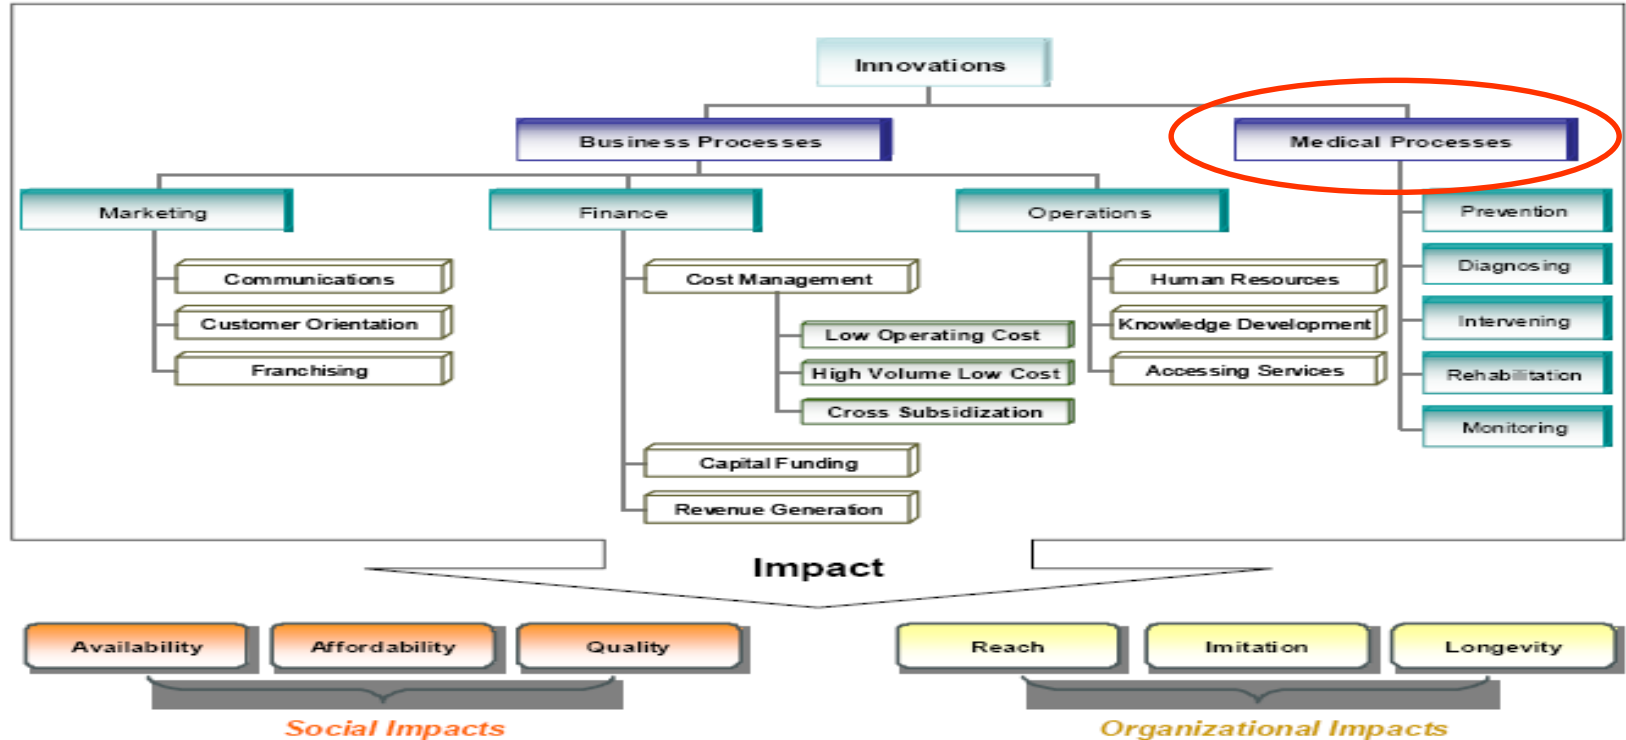 Innovations
Business Processes
Medical Processes
Marketing
Finance
Operations
Prevention
Communications
Cost Management
Human Resources
Diagnosing
Customer Orientation
Low Operating Cost
Knowledge Development
Intervening
Franchising
High Volume Low Cost
Accessing Services
Rehabilitation
Cross Subsidization
Monitoring
Capital Funding
Revenue Generation
Impact
Availability
Affordability
Quality
Reach
Imitation
Longevity
Social Impacts
Organizational Impacts